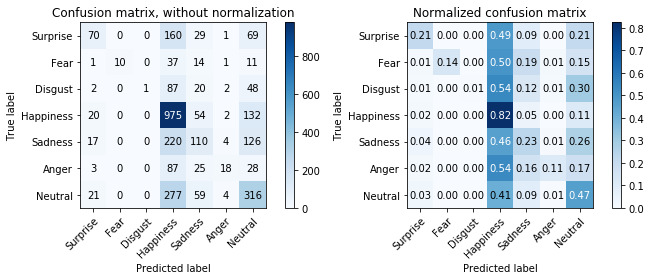 Confusion matrix, without normalization
Surprise 70 0 0 160 29 1 69
Fear 1 10 0 37 14 1 11
Disgust 2 0 1 87 20 2 48
Happiness 20 0 0 975 54 2 132
Sadness 17 0 0 220 110 4 126
Anger 3 0 0 87 25 18 28
Neutral 21 0 0 277 59 4 316
True label
Surprise Fear Disgust Happiness Sadness Anger Neutral
Predicted label
800
600
400
200
0
Normalized confusion matrix
Surprise 0.21 0.00 0.00 0.49 0.09 0.00 0.21
Fear 0.01 0.14 0.00 0.50 0.19 0.01 0.15
Disgust 0.01 0.00 0.01 0.54 0.12 0.01 0.30
Happiness 0.02 0.00 0.00 0.82 0.05 0.00 0.11
Sadness 0.04 0.00 0.00 0.46 0.23 0.01 0.26
Anger 0.02 0.00 0.00 0.54 0.16 0.11 0.17
Neutral 0.03 0.00 0.00 0.41 0.09 0.01 0.47
True label
Surprise Fear Disgust Happiness Sadness Anger Neutral
Predicted label
0.8
0.7
0.6
0.5
0.4
0.3
0.2
0.1
0.0